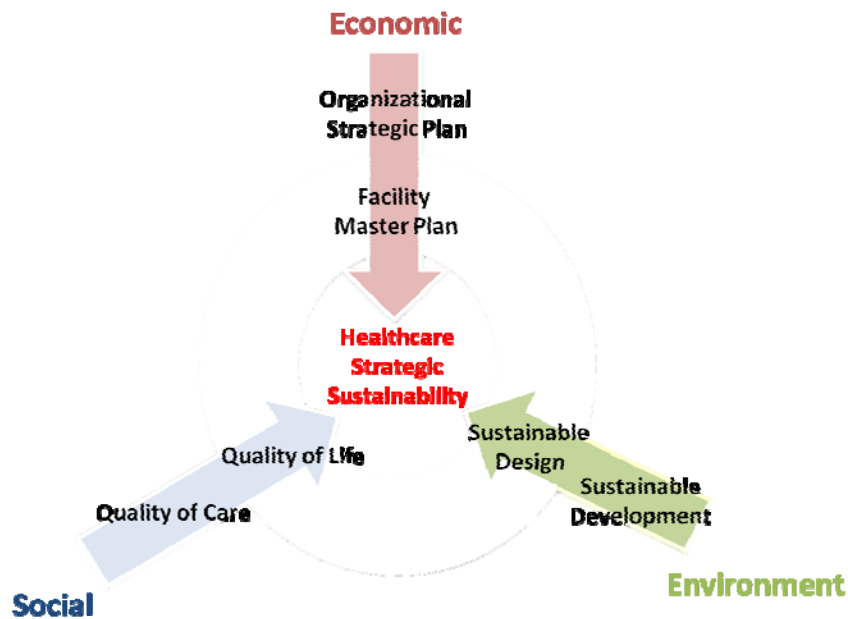 Economic
Organizational
Strategic Plan
Facility
Master Plan
Healthcare
Strategic
Sustainability
Quality of Life
Quality of Care
Social
Sustainable
Design
Sustainable
Development
Environment